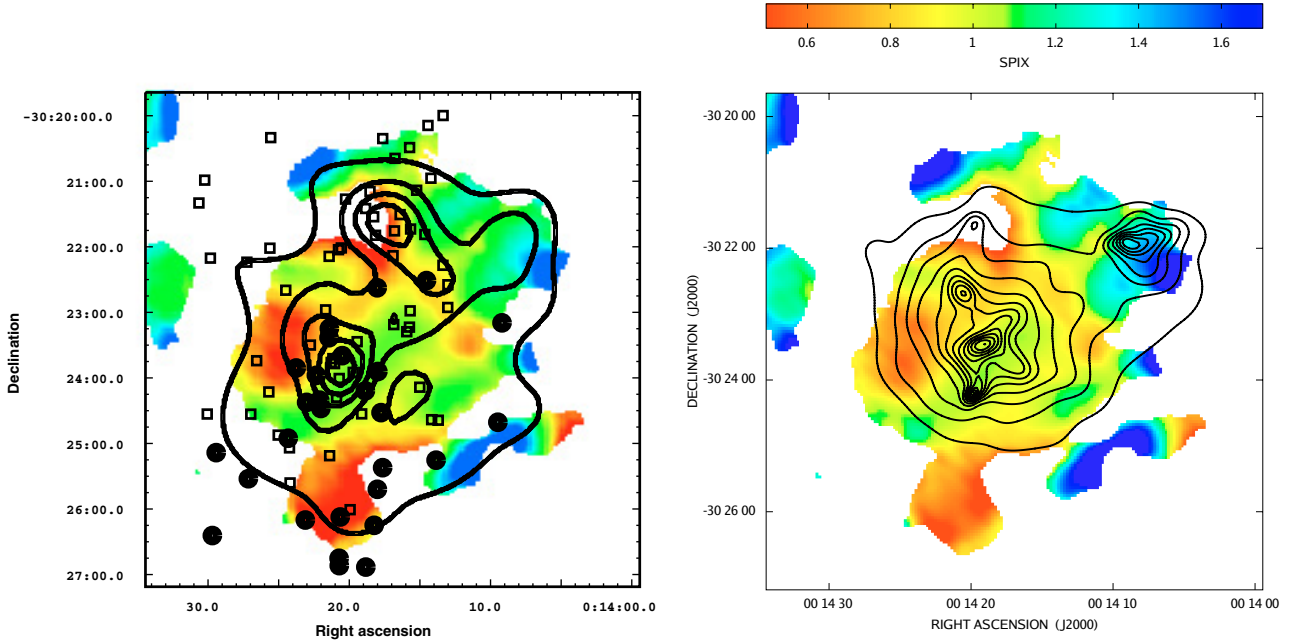 0.6 0.8 1 1.2 1.4 1.6
SPIX
-30:20:00.0
21:00.0
22:00.0
23:00.0
24:00.0
25:00.0
26:00.0
27:00.0
Declination
30.0 20.0 10.0 0:14:00.0
Right ascension
-30 20 00
-30 22 00
-30 24 00
-30 26 00
DECLINATION (J2000)
00 14 30 00 14 20 00 14 10 00 14 00
RIGHT ASCENSION (J2000)